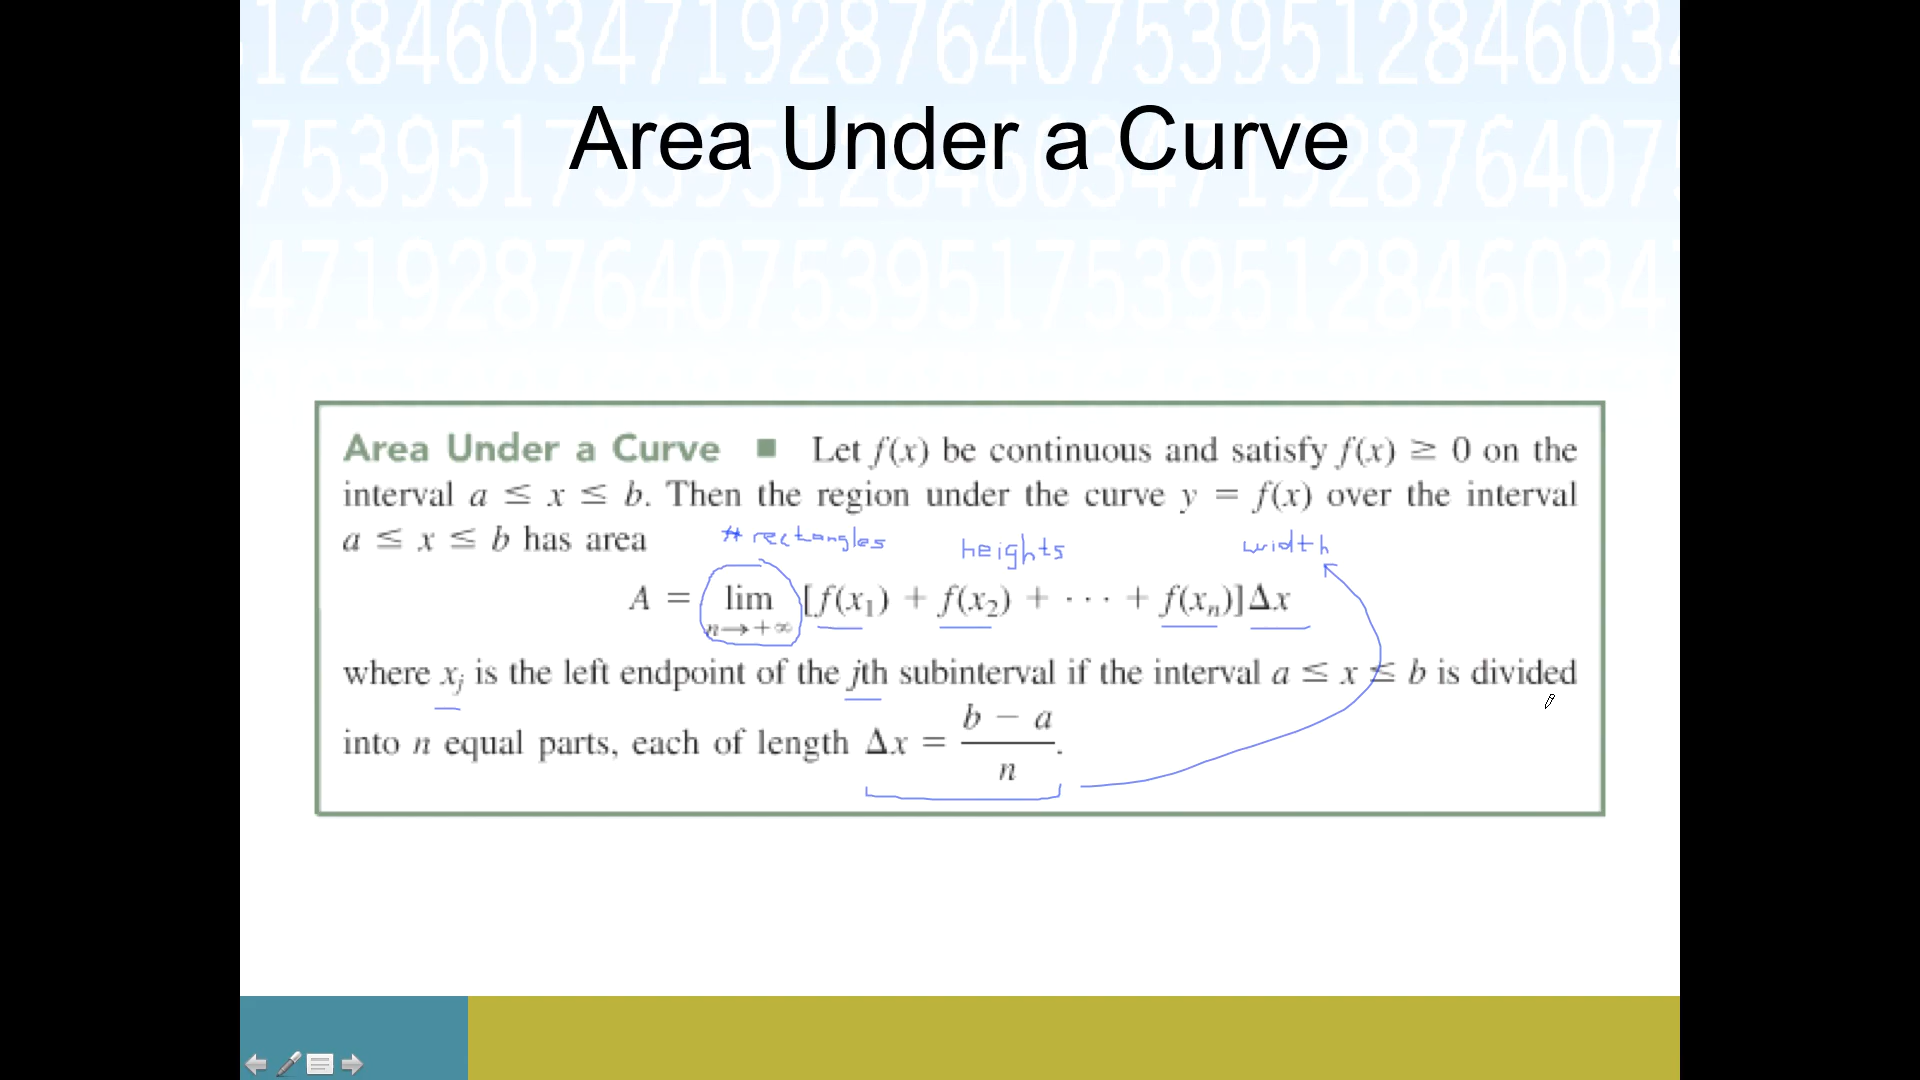 12846034719287640753951284603
Area Under a Curve
Area Under a Curve ■ Let f(x) be continuous and satisfy f(x) ≥ 0 on the
interval a ≤ x ≤ b. Then the region under the curve y = f(x) over the interval
a ≤ x ≤ b has area
# rectangles heights width
A = lim [f(x₁) + f(x₂) + · · · + f(xₙ)]Δx
n→+∞
where xⱼ is the left endpoint of the jth subinterval if the interval a ≤ x ≤ b is divided
into n equal parts, each of length Δx = (b − a)/n.